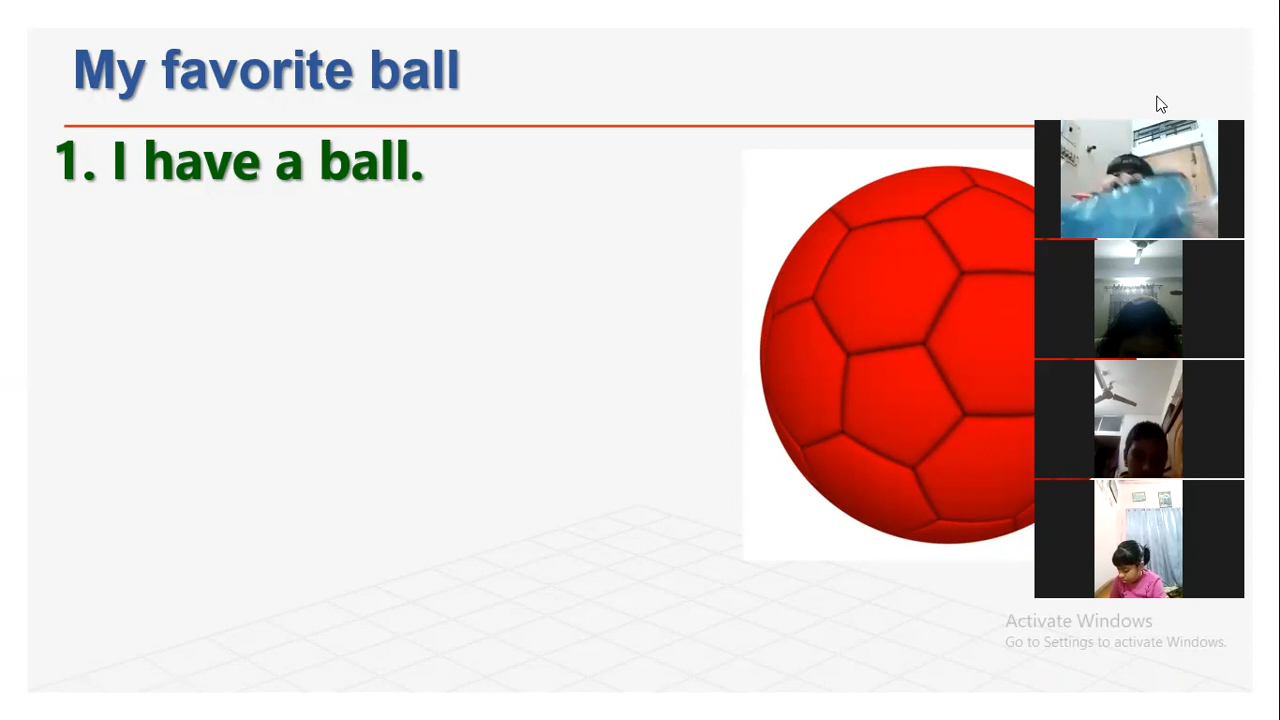 My favorite ball
1. I have a ball.
Activate Windows
Go to Settings to activate Windows.